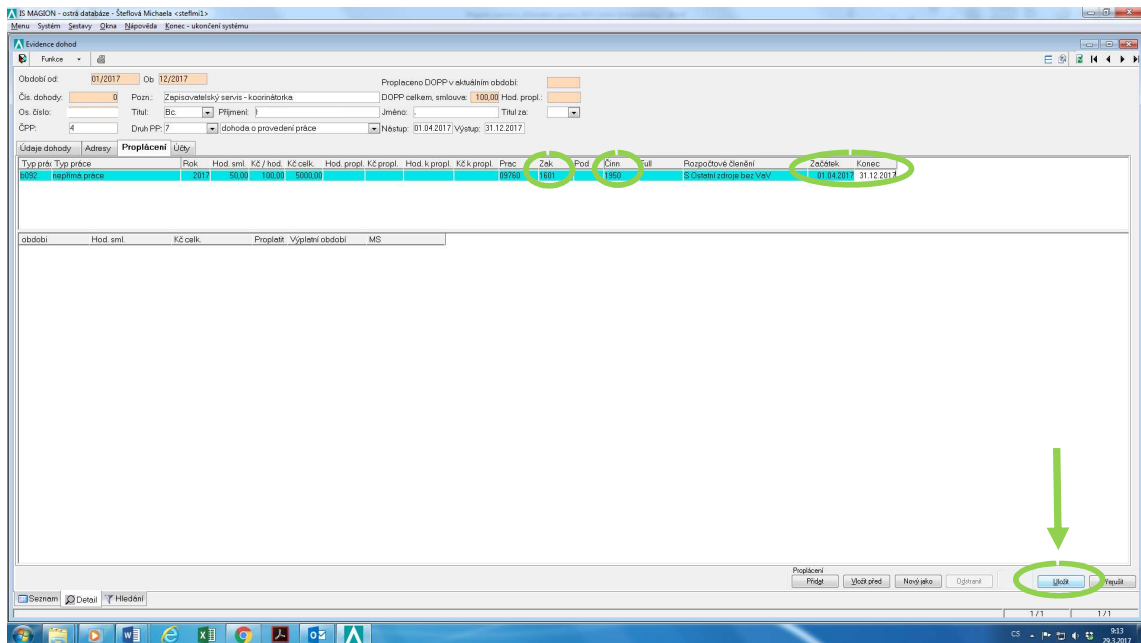 IS MAGION - ostrá databáze - Šteflová Michaela <steflmi1>
Menu Systém Sestavy Okna Nápověda Konec - ukončení systému
Evidence dohod
Funkce
Období od: 01/2017 Ob 12/2017 Proplaceno DOPP v aktuálním období:
Čís. dohody: 0 Pozn.: Zapisovatelský servis - koorinátorka DOPP celkem, smlouva: 100,00 Hod. propl.:
Os. číslo: Titul: Bc. Příjmení: Jméno: Titul za:
ČPP: 4 Druh PP: 7 dohoda o provedení práce Nástup: 01.04.2017 Výstup: 31.12.2017
Údaje dohody Adresy Proplácení Účty
Typ prác Typ práce Rok Hod. sml. Kč / hod. Kč celk. Hod. propl. Kč propl. Hod. k propl. Kč k propl. Prac Zak Pod Činn Full Rozpočtové členění Začátek Konec
b092 nepřímá práce 2017 50,00 100,00 5000,00 09760 1601 1950 S Ostatní zdroje bez VaV 01.04.2017 31.12.2017
období Hod. sml. Kč celk. Proplatit Výplatní období MS
Proplácení
Přidat Vložit před Nový jako Odstranit Uložit
Seznam Detail Hledání
1 / 1 1 / 1
CS 9:13
29.3.2017